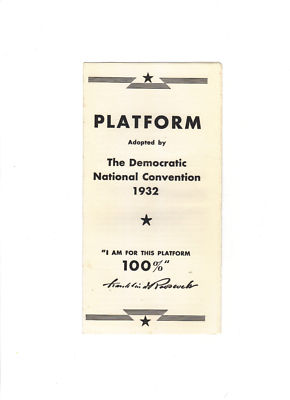 PLATFORM
Adopted by
The Democratic
National Convention
1932
"I AM FOR THIS PLATFORM
100%"
Franklin D Roosevelt